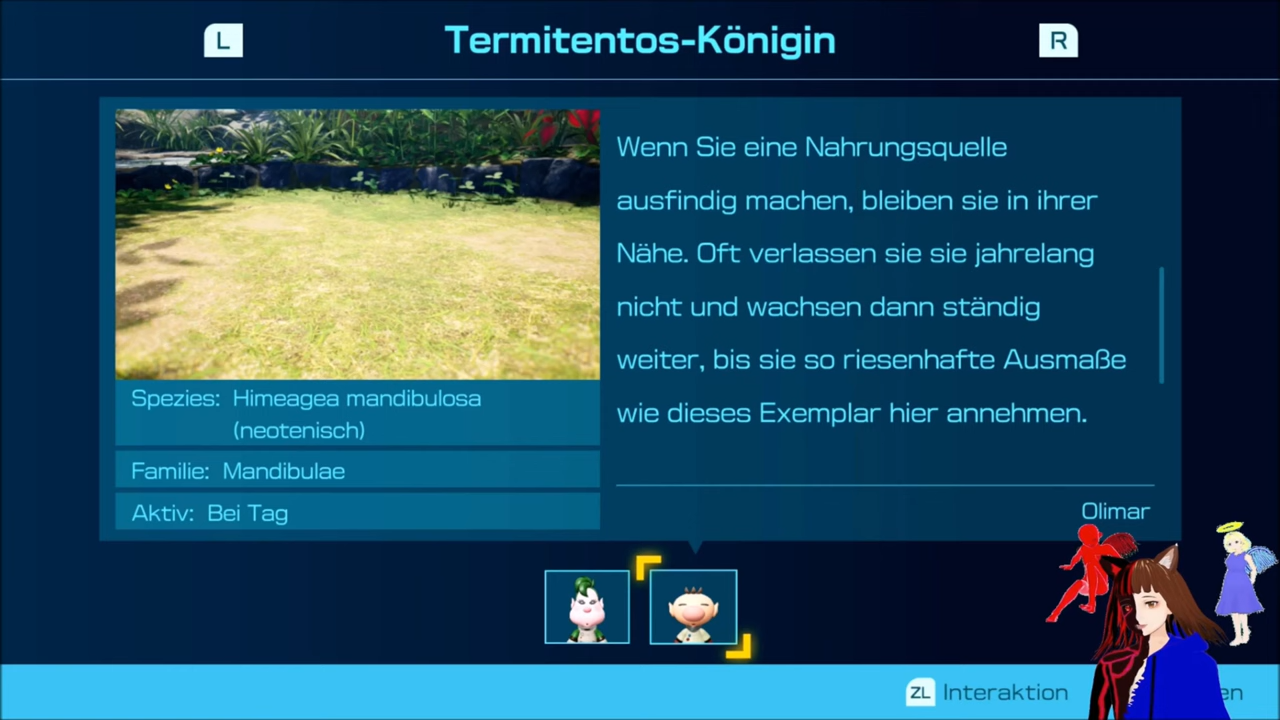 L
Termitentos-Königin
R
Wenn Sie eine Nahrungsquelle
ausfindig machen, bleiben sie in ihrer
Nähe. Oft verlassen sie sie jahrelang
nicht und wachsen dann ständig
weiter, bis sie so riesenhafte Ausmaße
wie dieses Exemplar hier annehmen.
Olimar
Spezies: Himeagea mandibulosa
(neotenisch)
Familie: Mandibulae
Aktiv: Bei Tag
ZL Interaktion